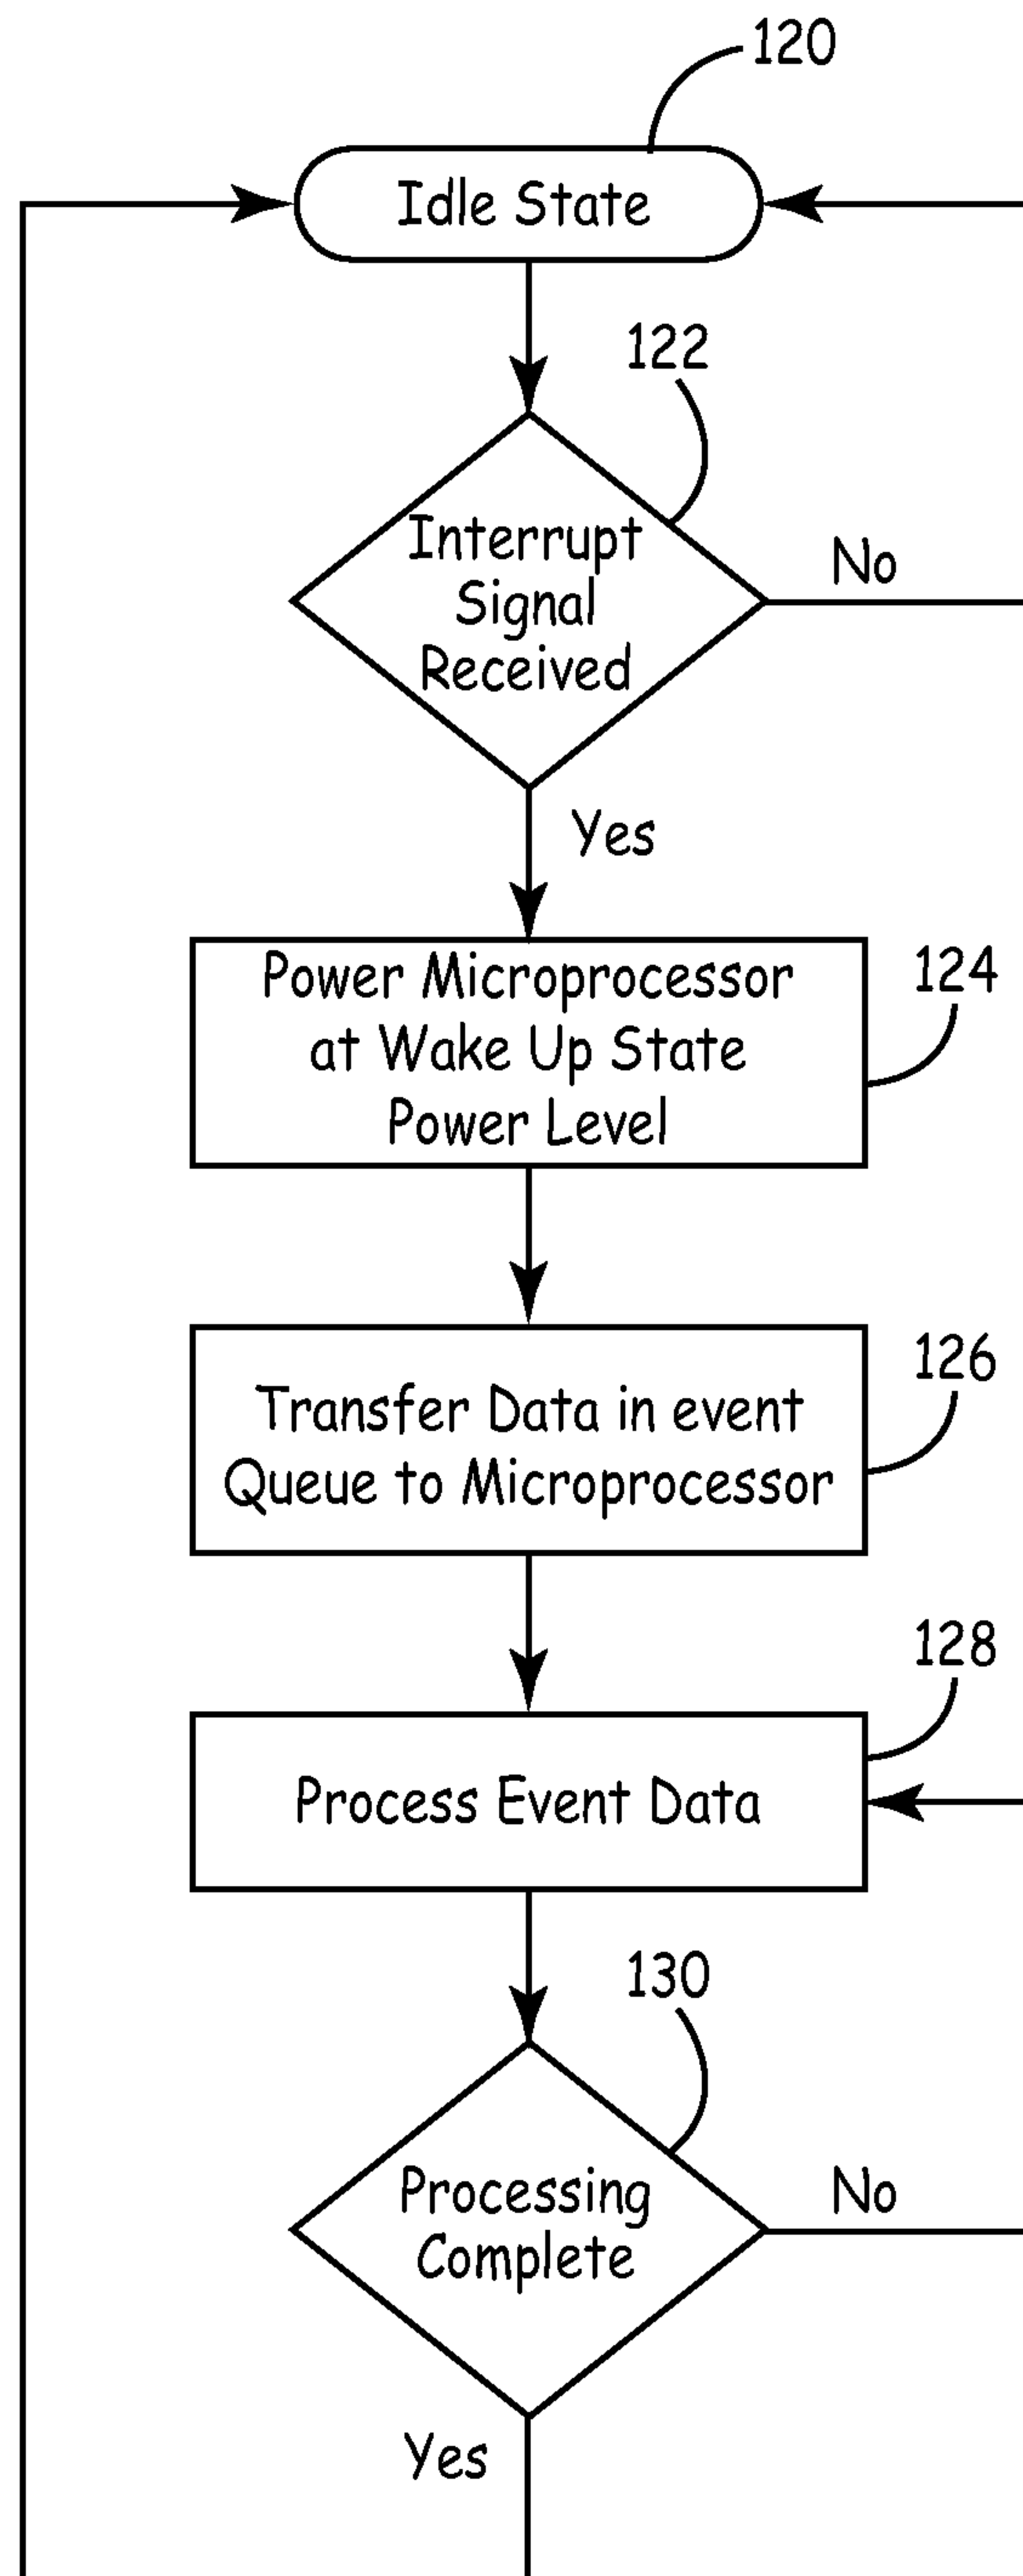 120
Idle State
122
Interrupt
Signal
Received
No
Yes
Power Microprocessor
at Wake Up State
Power Level
124
Transfer Data in event
Queue to Microprocessor
126
128
Process Event Data
130
Processing
Complete
No
Yes